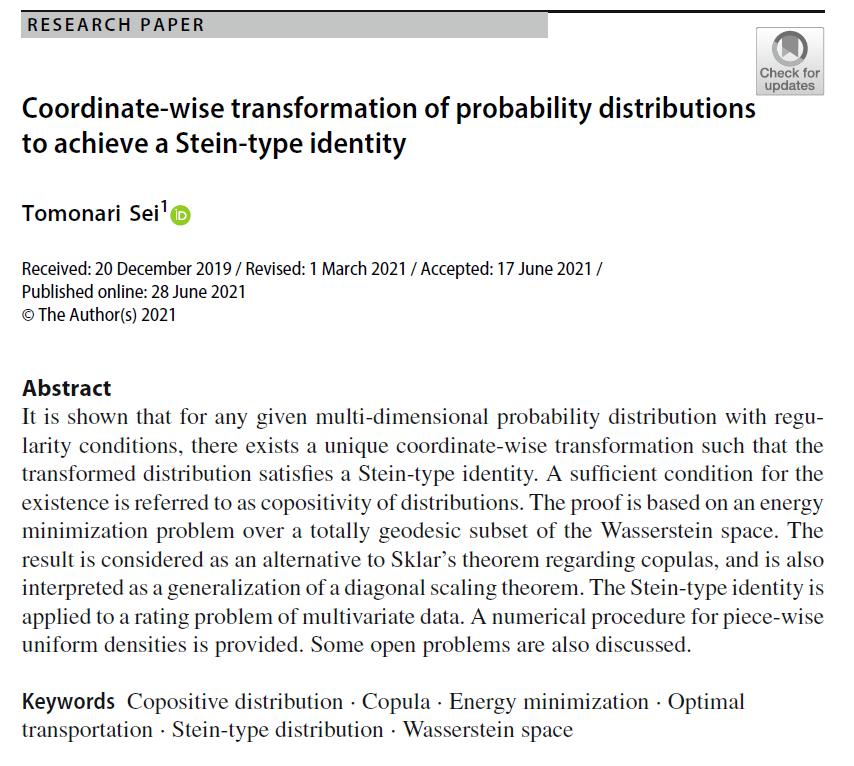 RESEARCH PAPER
Check for
updates
Coordinate-wise transformation of probability distributions
to achieve a Stein-type identity
Tomonari Sei1 iD
Received: 20 December 2019 / Revised: 1 March 2021 / Accepted: 17 June 2021 /
Published online: 28 June 2021
© The Author(s) 2021
Abstract
It is shown that for any given multi-dimensional probability distribution with regu-
larity conditions, there exists a unique coordinate-wise transformation such that the
transformed distribution satisfies a Stein-type identity. A sufficient condition for the
existence is referred to as copositivity of distributions. The proof is based on an energy
minimization problem over a totally geodesic subset of the Wasserstein space. The
result is considered as an alternative to Sklar’s theorem regarding copulas, and is also
interpreted as a generalization of a diagonal scaling theorem. The Stein-type identity is
applied to a rating problem of multivariate data. A numerical procedure for piece-wise
uniform densities is provided. Some open problems are also discussed.
Keywords Copositive distribution · Copula · Energy minimization · Optimal
transportation · Stein-type distribution · Wasserstein space